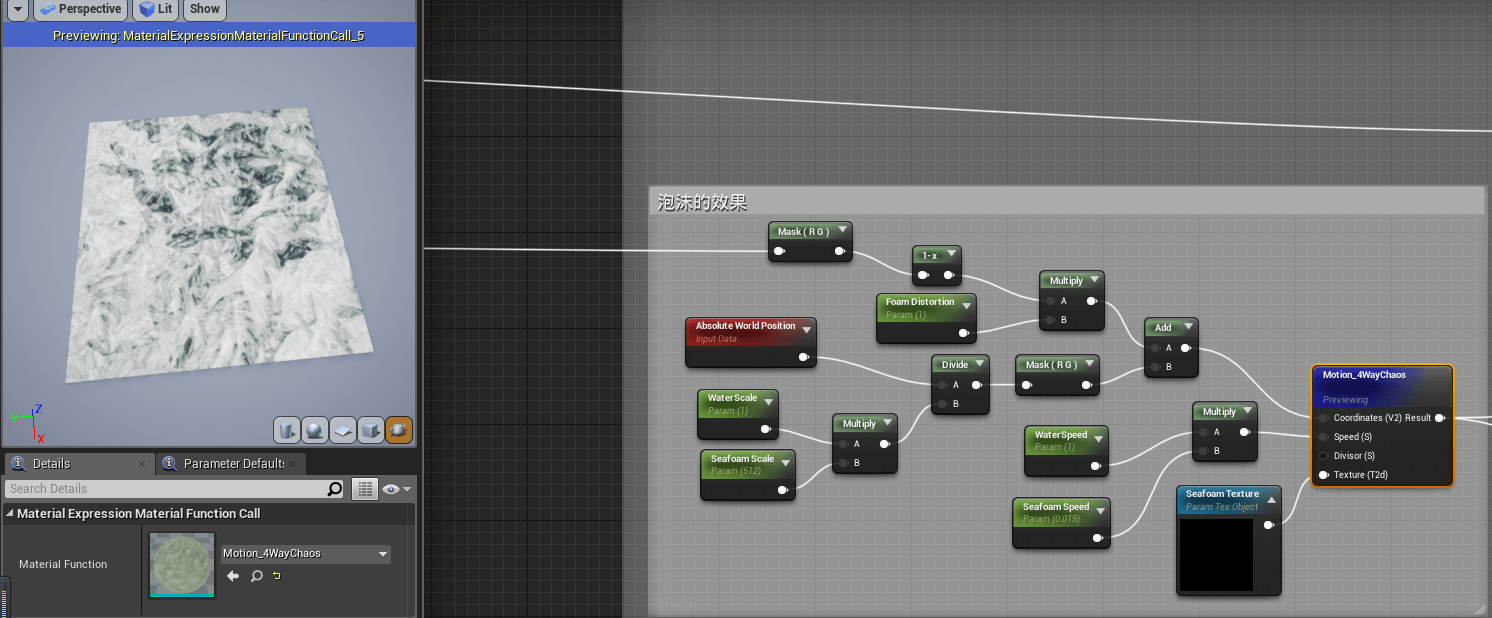 Perspective
Lit
Show
Previewing: MaterialExpressionMaterialFunctionCall_5
Y
Z
X
Details
Parameter Defaults
Search Details
Material Expression Material Function Call
Material Function
Motion_4WayChaos
泡沫的效果
Mask ( R G )
1-x
Multiply
A
B
Foam Distortion
Param (1)
Absolute World Position
Input Data
Add
A
B
Divide
A
B
Mask ( R G )
WaterScale
Param (1)
Multiply
A
B
Seafoam Scale
Param (512)
WaterSpeed
Param (1)
Multiply
A
B
Seafoam Speed
Param (0.015)
Seafoam Texture
Param Tex Object
Motion_4WayChaos
Previewing
Coordinates (V2) Result
Speed (S)
Divisor (S)
Texture (T2d)